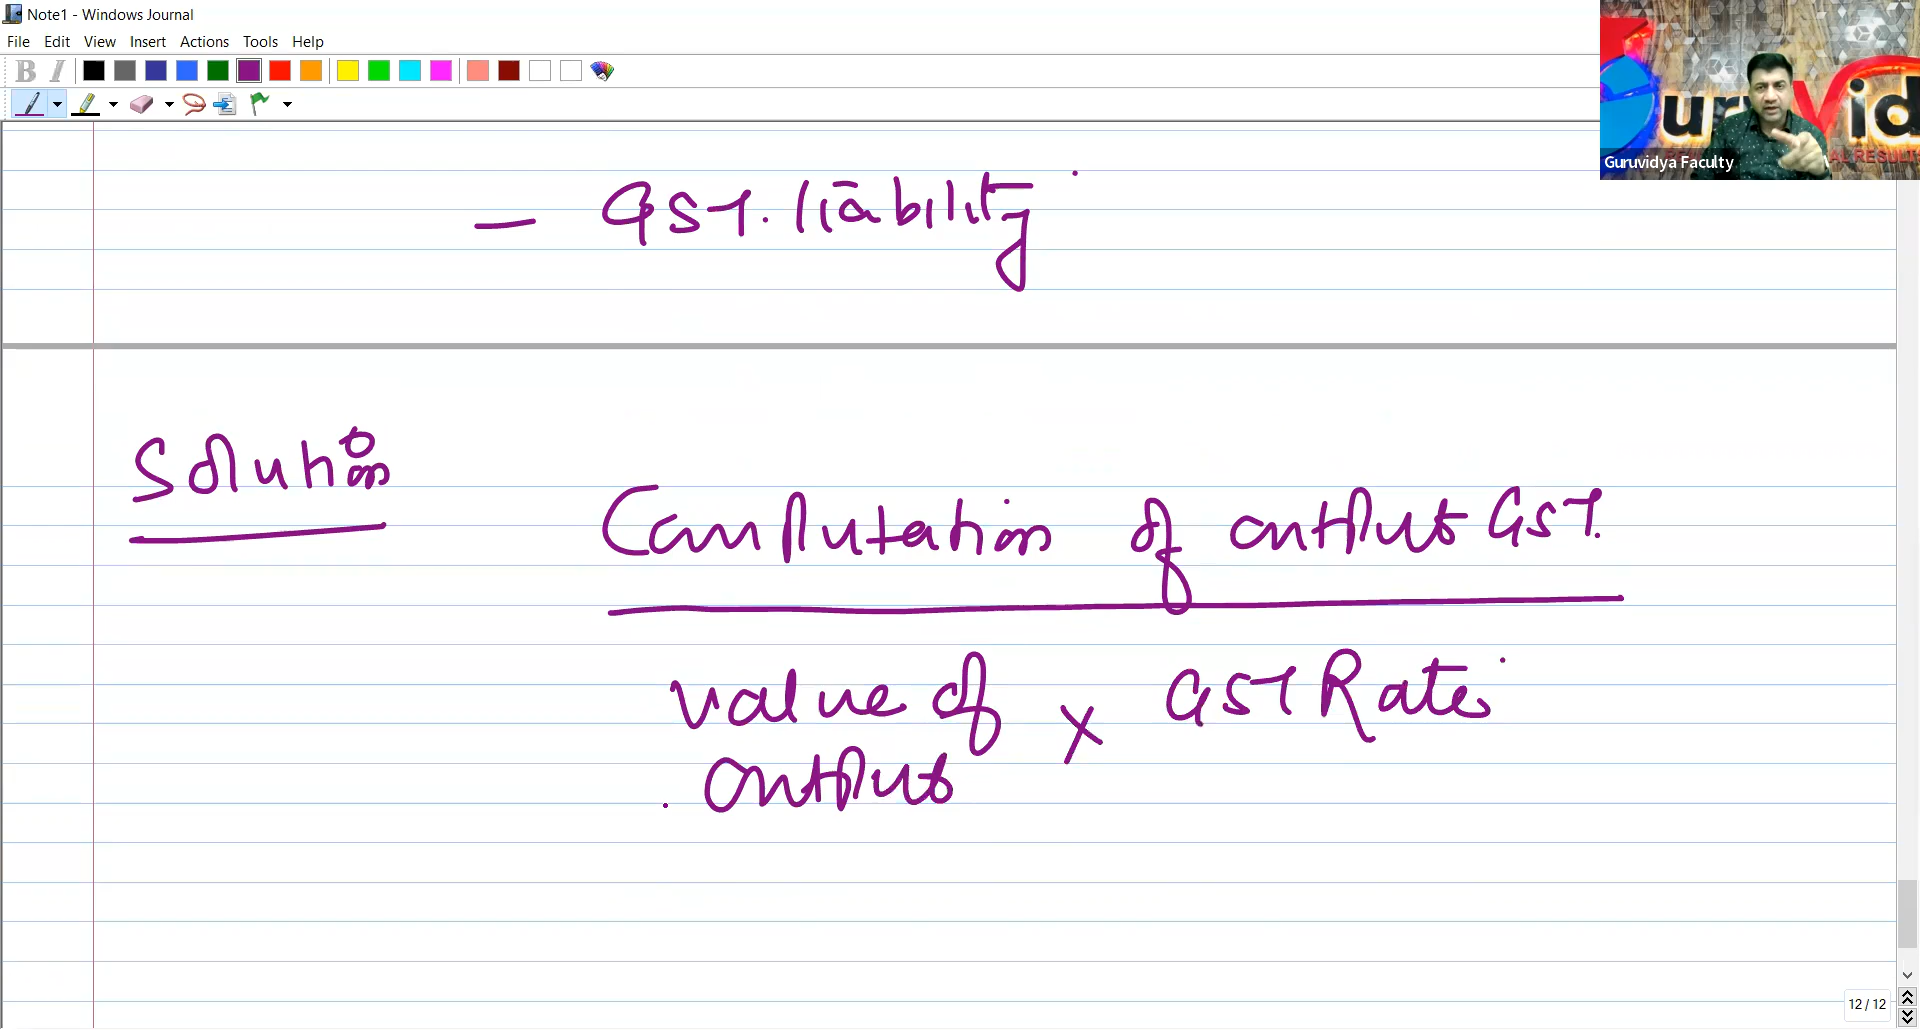 Note1 - Windows Journal
File Edit View Insert Actions Tools Help
B I
Guruvidya Faculty
- GST. liability
Solution
Computation of output GST.
value of × GST Rate
output
12 / 12